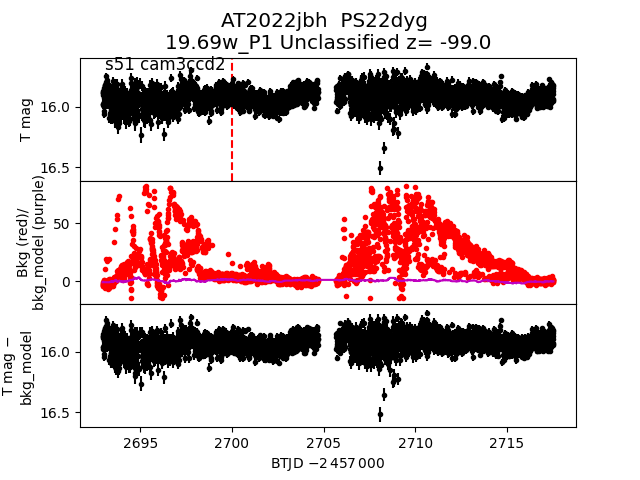 AT2022jbh  PS22dyg
19.69w_P1 Unclassified z= -99.0
s51 cam3ccd2
T mag
16.0
16.5
Bkg (red)/
bkg_model (purple)
50
0
T mag −
bkg_model
16.0
16.5
2695
2700
2705
2710
2715
BTJD −2 457 000